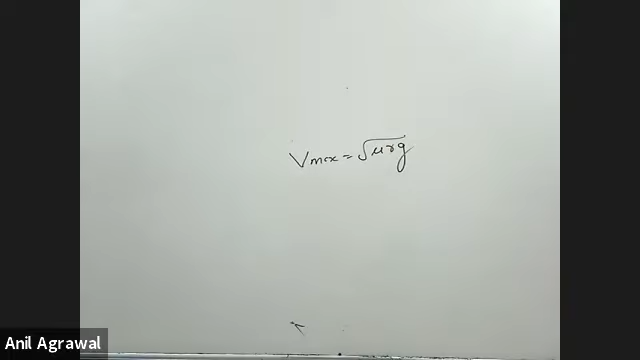 Vmax = √μrg
Anil Agrawal